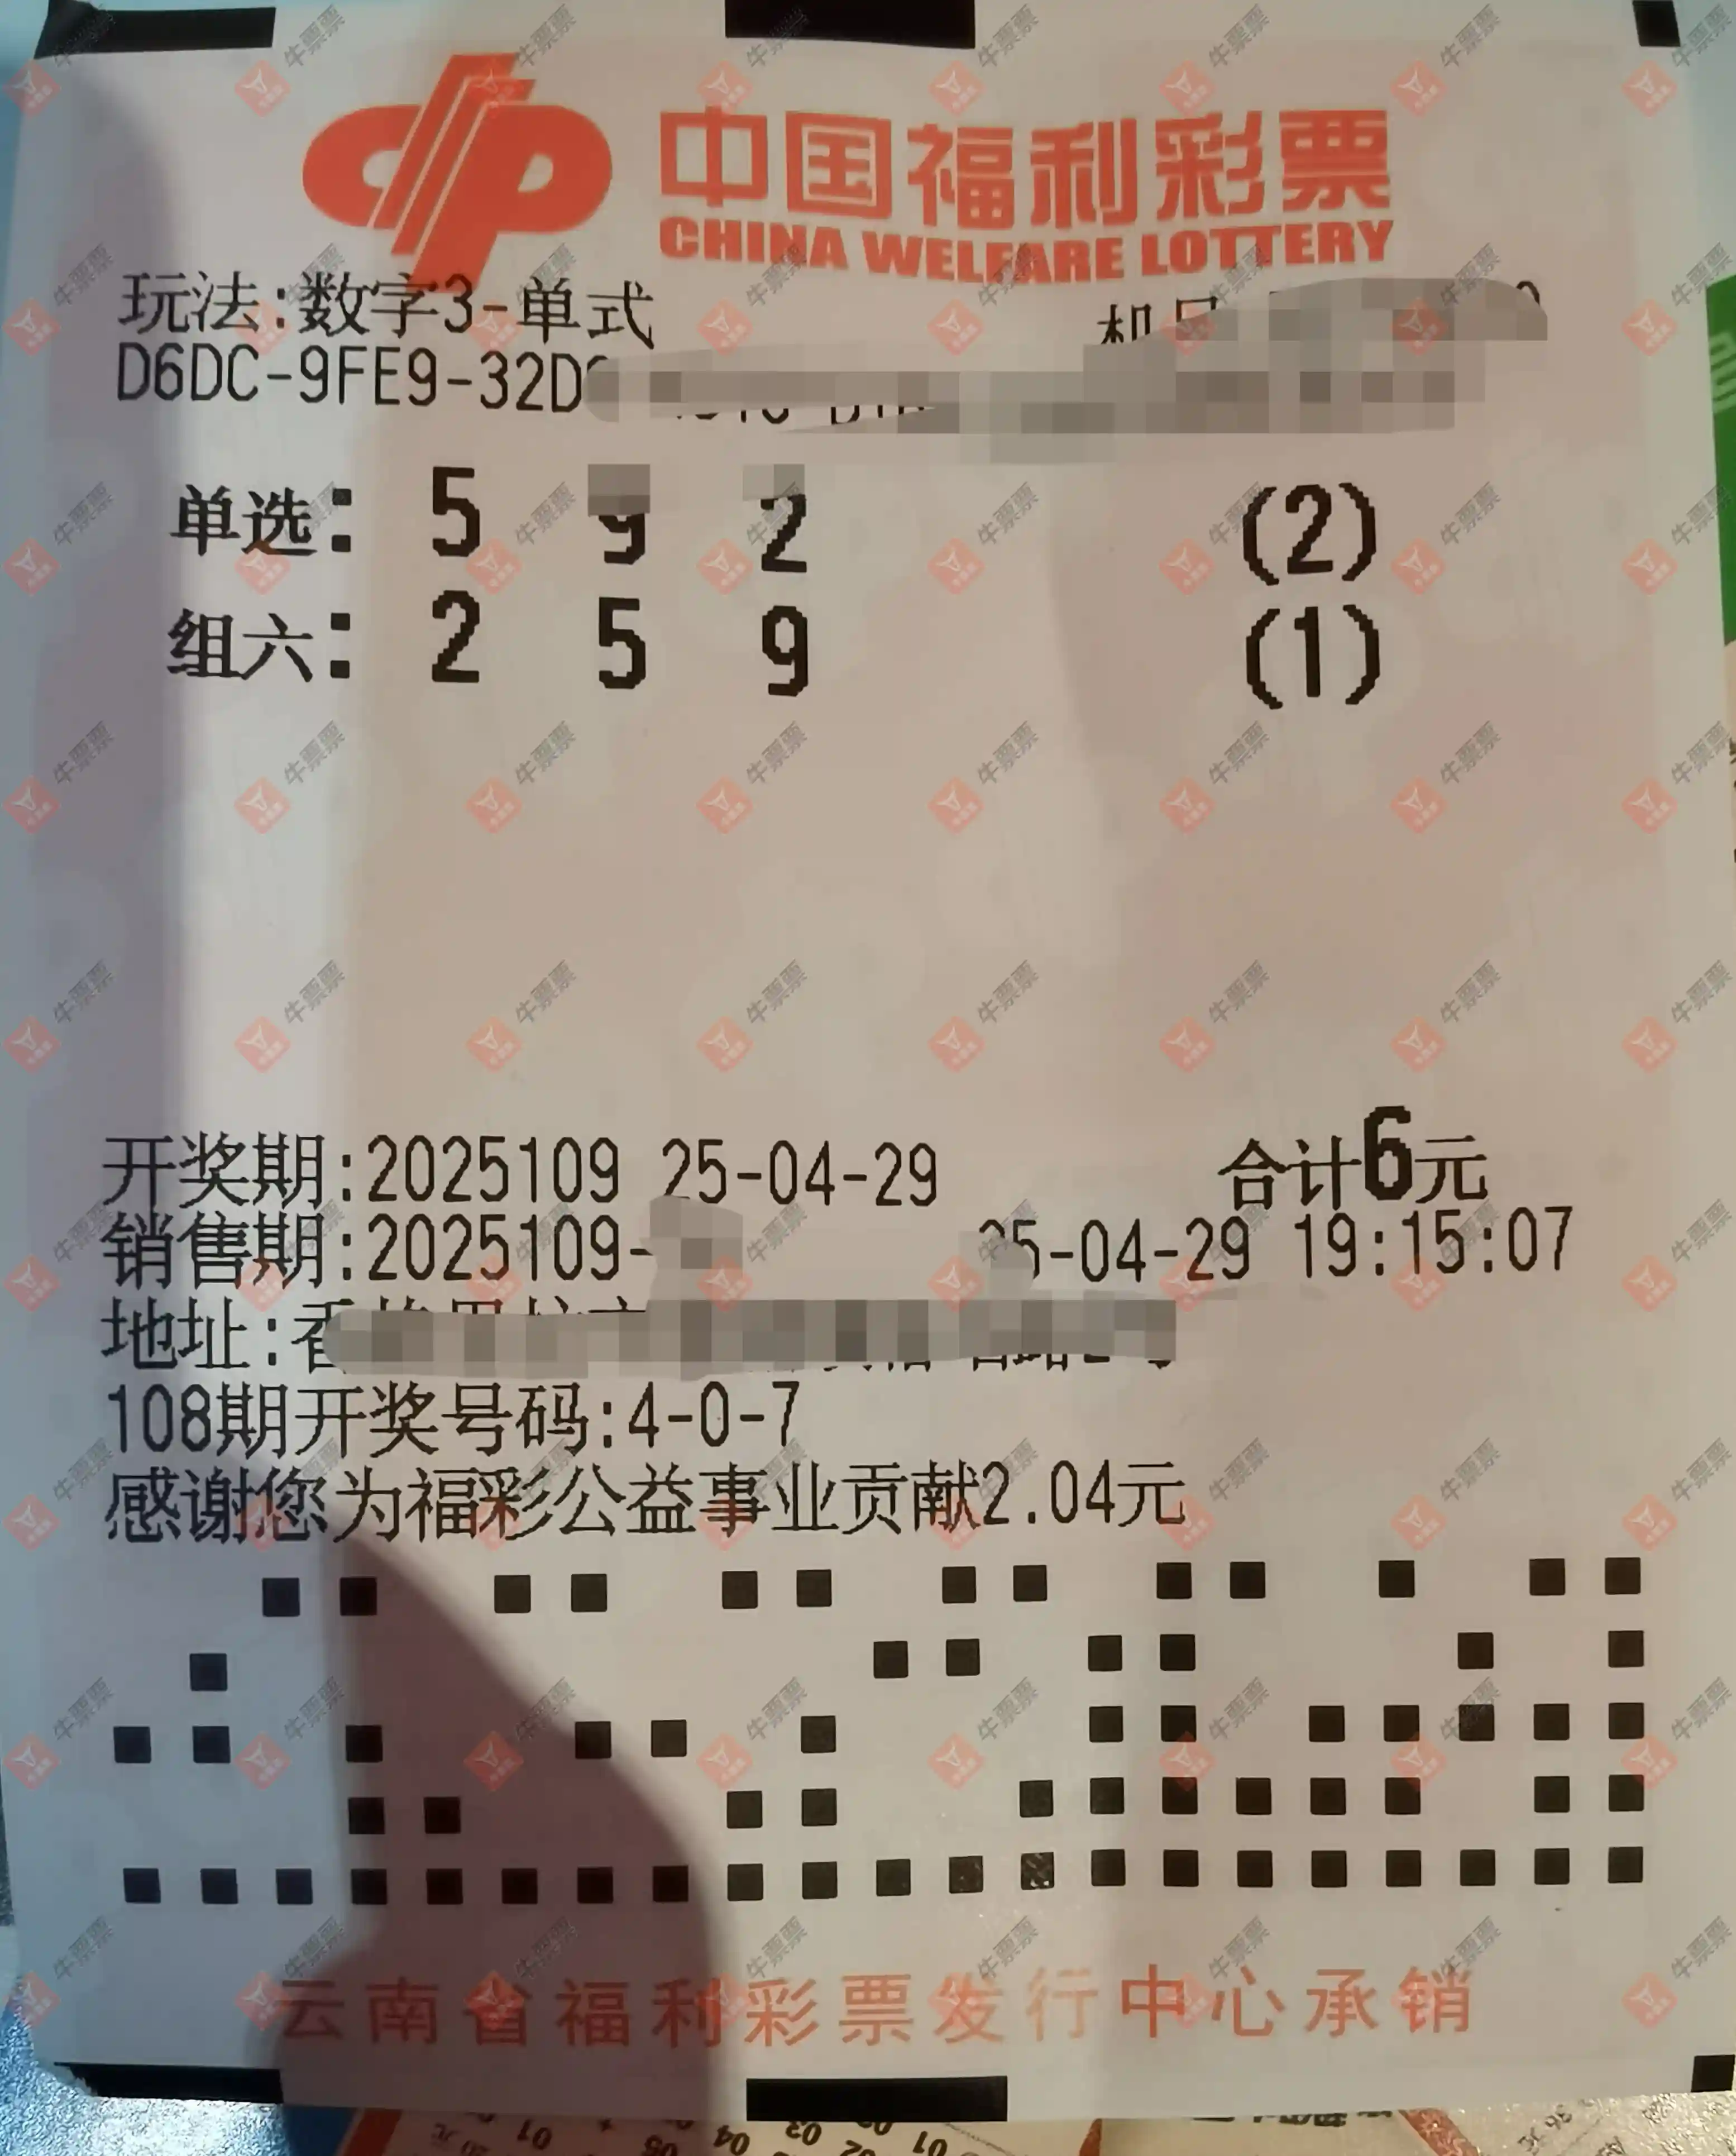 中国福利彩票
CHINA WELFARE LOTTERY
玩法:数字3-单式
D6DC-9FE9-32D
单选: 5 9 2 (2)
组六: 2 5 9 (1)
开奖期:2025109 25-04-29 合计6元
销售期:2025109- 25-04-29 19:15:07
地址:香
108期开奖号码:4-0-7
感谢您为福彩公益事业贡献2.04元
云南省福利彩票发行中心承销
牛票票